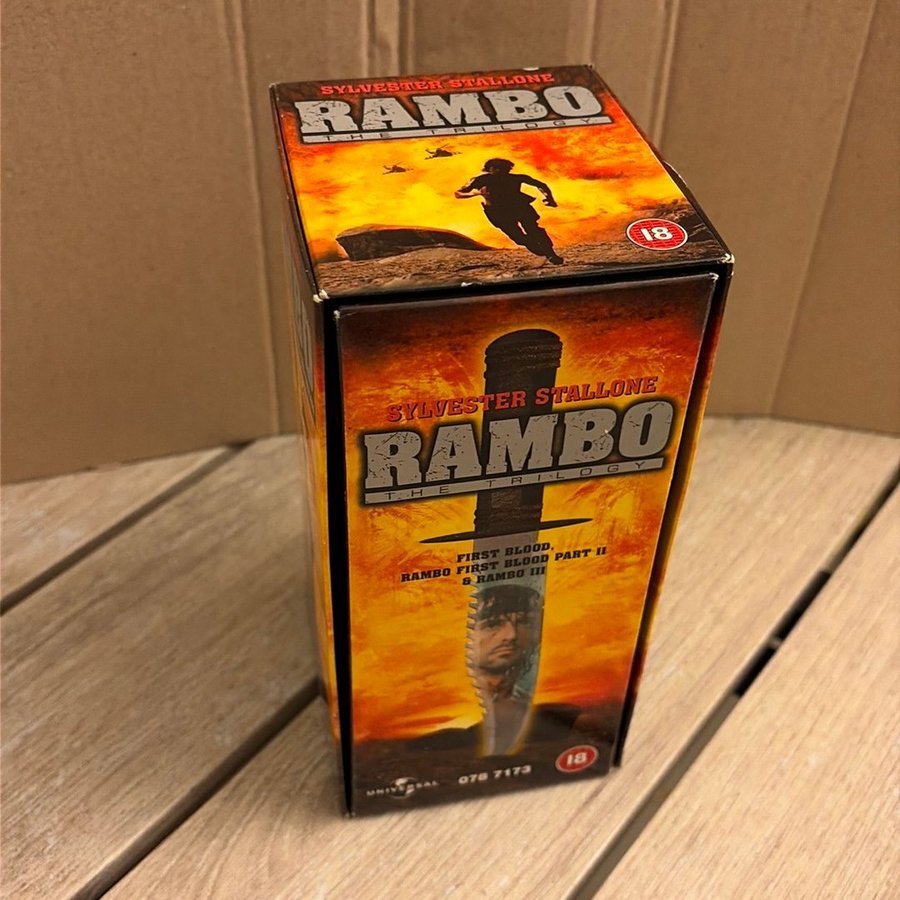 SYLVESTER STALLONE
RAMBO
THE TRILOGY
18
SYLVESTER STALLONE
RAMBO
THE TRILOGY
FIRST BLOOD,
RAMBO FIRST BLOOD PART II
& RAMBO III
18
UNIVERSAL 078 7173